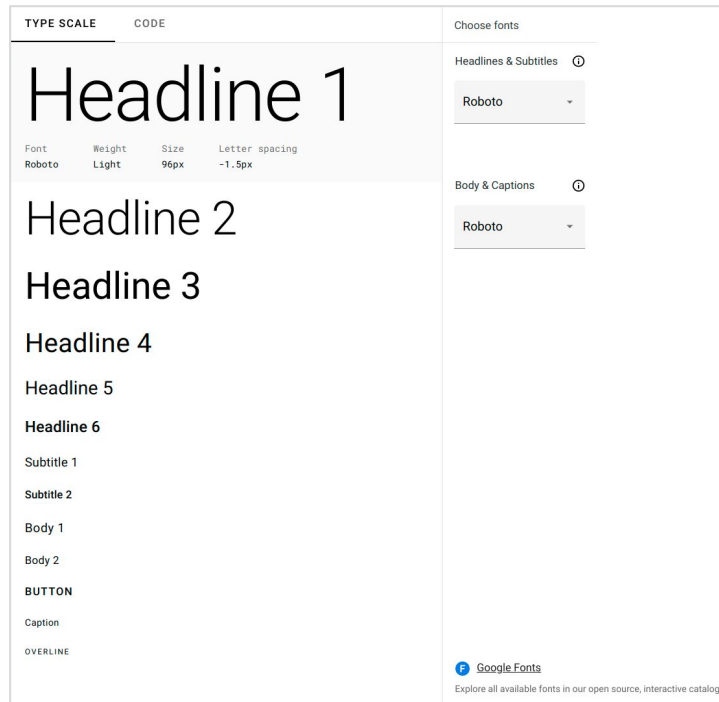 TYPE SCALE CODE
Headline 1
Font Weight Size Letter spacing
Roboto Light 96px -1.5px
Headline 2
Headline 3
Headline 4
Headline 5
Headline 6
Subtitle 1
Subtitle 2
Body 1
Body 2
BUTTON
Caption
OVERLINE
Choose fonts
Headlines & Subtitles
Roboto
Body & Captions
Roboto
F Google Fonts
Explore all available fonts in our open source, interactive catalog